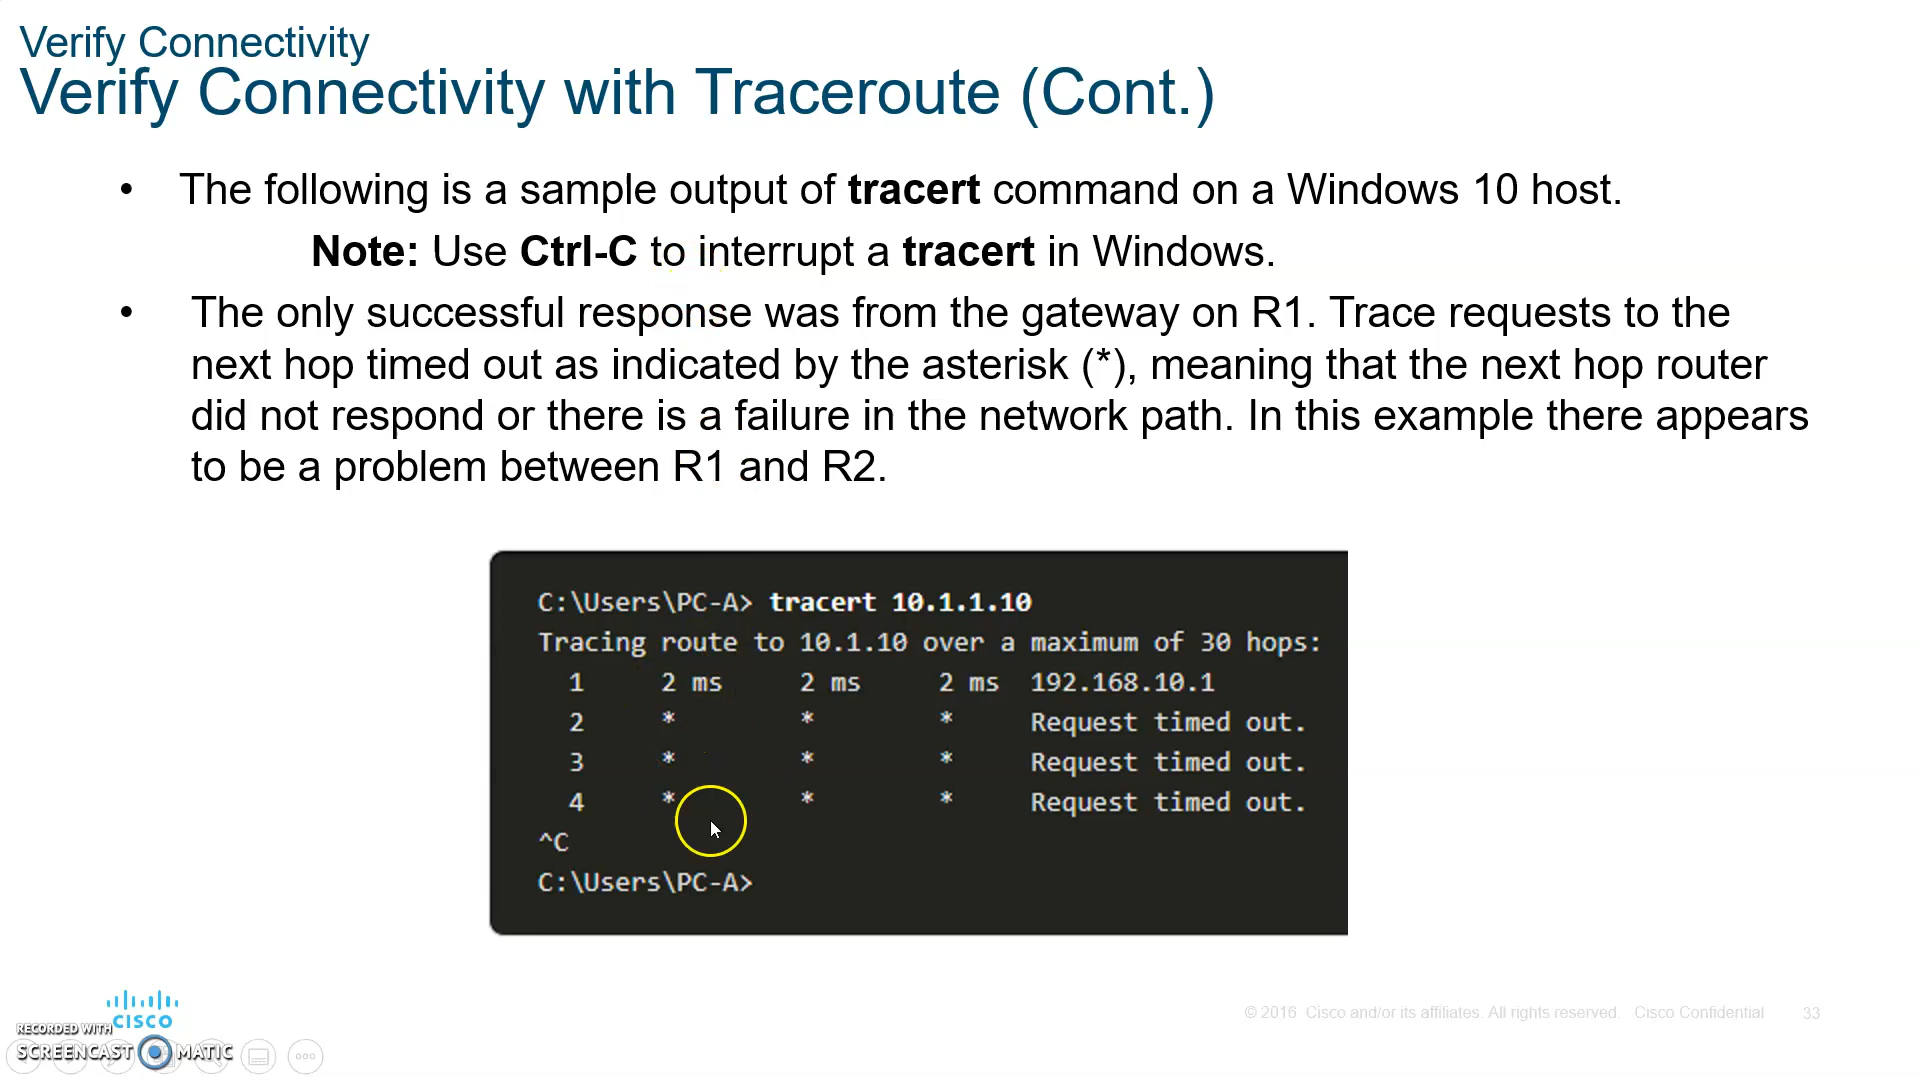 Verify Connectivity
Verify Connectivity with Traceroute (Cont.)
• The following is a sample output of tracert command on a Windows 10 host.
Note: Use Ctrl-C to interrupt a tracert in Windows.
• The only successful response was from the gateway on R1. Trace requests to the
next hop timed out as indicated by the asterisk (*), meaning that the next hop router
did not respond or there is a failure in the network path. In this example there appears
to be a problem between R1 and R2.
C:\Users\PC-A> tracert 10.1.1.10
Tracing route to 10.1.10 over a maximum of 30 hops:
1 2 ms 2 ms 2 ms 192.168.10.1
2 * * * Request timed out.
3 * * * Request timed out.
4 * * * Request timed out.
^C
C:\Users\PC-A>
CISCO
RECORDED WITH
SCREENCAST MATIC
© 2016 Cisco and/or its affiliates. All rights reserved. Cisco Confidential 33